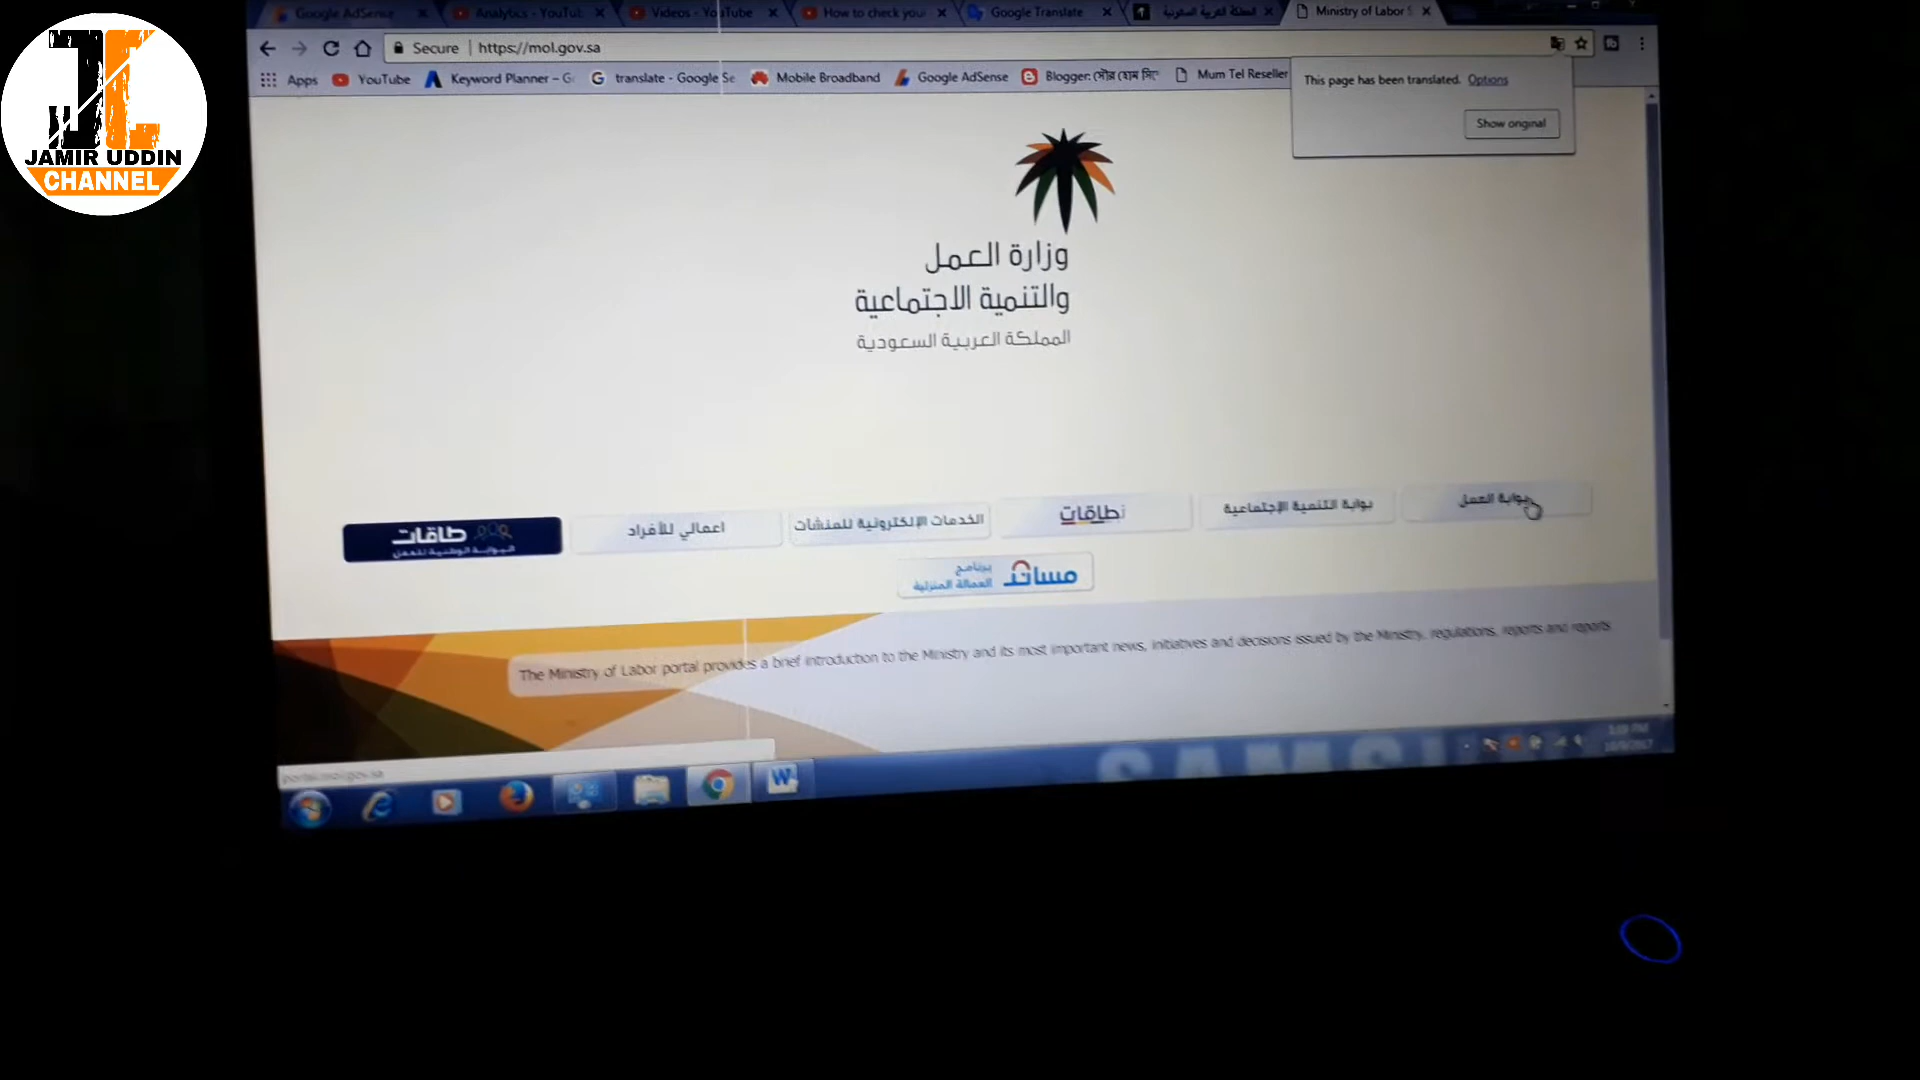 JL
JAMIR UDDIN
CHANNEL
Google AdSense
Analytics - YouTub
Videos - YouTube
How to check your
Google Translate
المملكة العربية السعودية
Ministry of Labor S
Secure
https://mol.gov.sa
Apps
YouTube
Keyword Planner – G
translate - Google Se
Mobile Broadband
Google AdSense
Blogger:
Mum Tel Reseller
This page has been translated. Options
Show original
وزارة العمل
والتنمية الاجتماعية
المملكة العربية السعودية
بوابة العمل
بوابة التنمية الإجتماعية
نطاقات
الخدمات الإلكترونية للمنشآت
اعمالي للأفراد
طاقات
البوابة الوطنية للعمل
مساند
برنامج
العمالة المنزلية
The Ministry of Labor portal provides a brief introduction to the Ministry and its most important news, initiatives and decisions issued by the Ministry, regulations, reports and reports
portal.mol.gov.sa
SAMSU